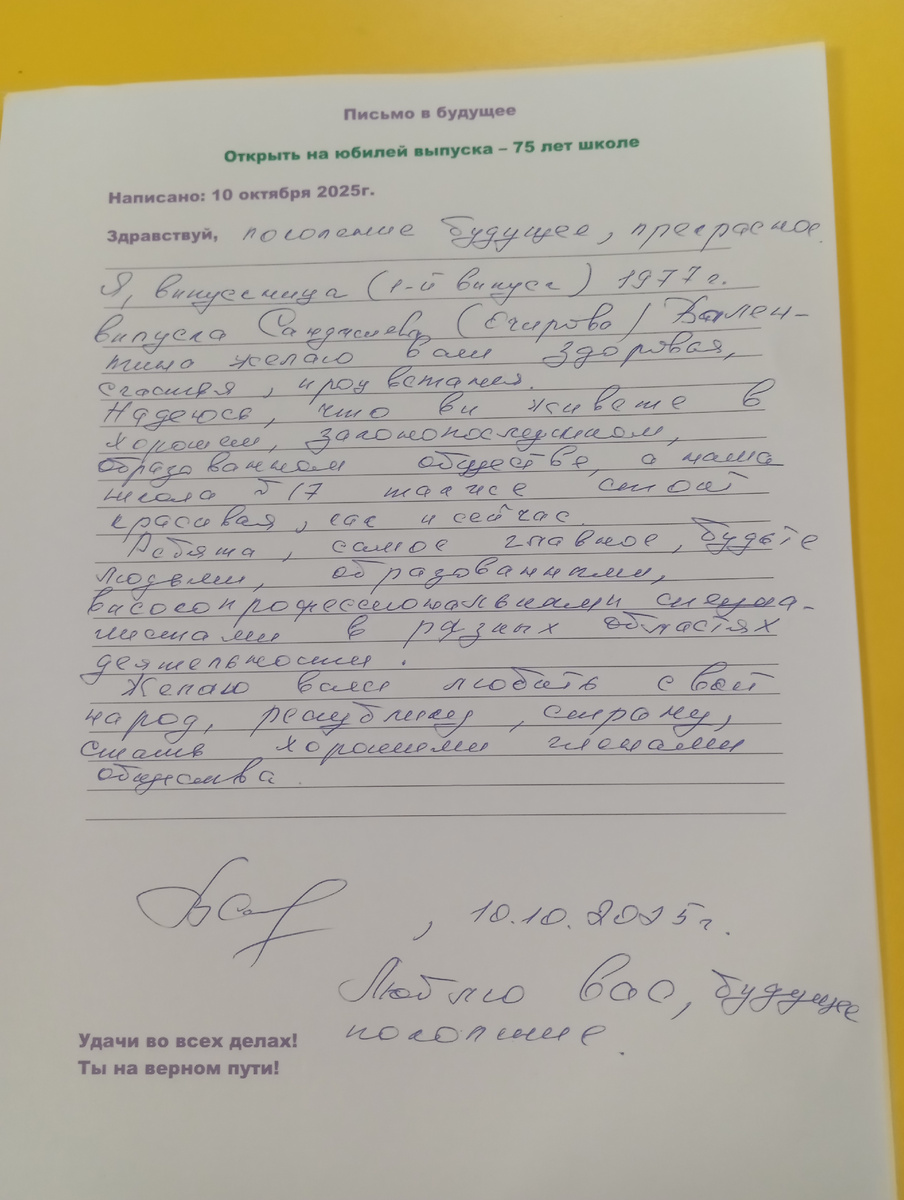 Письмо в будущее
Открыть на юбилей выпуска – 75 лет школе
Написано: 10 октября 2025г.
Здравствуй, поколение будущее, прекрасное.
Я, выпускница (1-й выпуск) 1977 г.
выпуска (Очирова) Вален-
тина желаю вам здоровья,
счастья, процветания.
Надеюсь, что вы живете в
хорошем, законопослушном,
образованном обществе, а наша
школа №17 также стоит
красивая, как и сейчас.
Ребята, самое главное, будьте
людьми, образованными,
высокопрофессиональными специа-
листами в разных областях
деятельности.
Желаю вам любить свой
народ, республику, страну,
стать хорошими членами
общества.
, 10.10.2025г.
Люблю вас, будущее
поколение.
Удачи во всех делах!
Ты на верном пути!